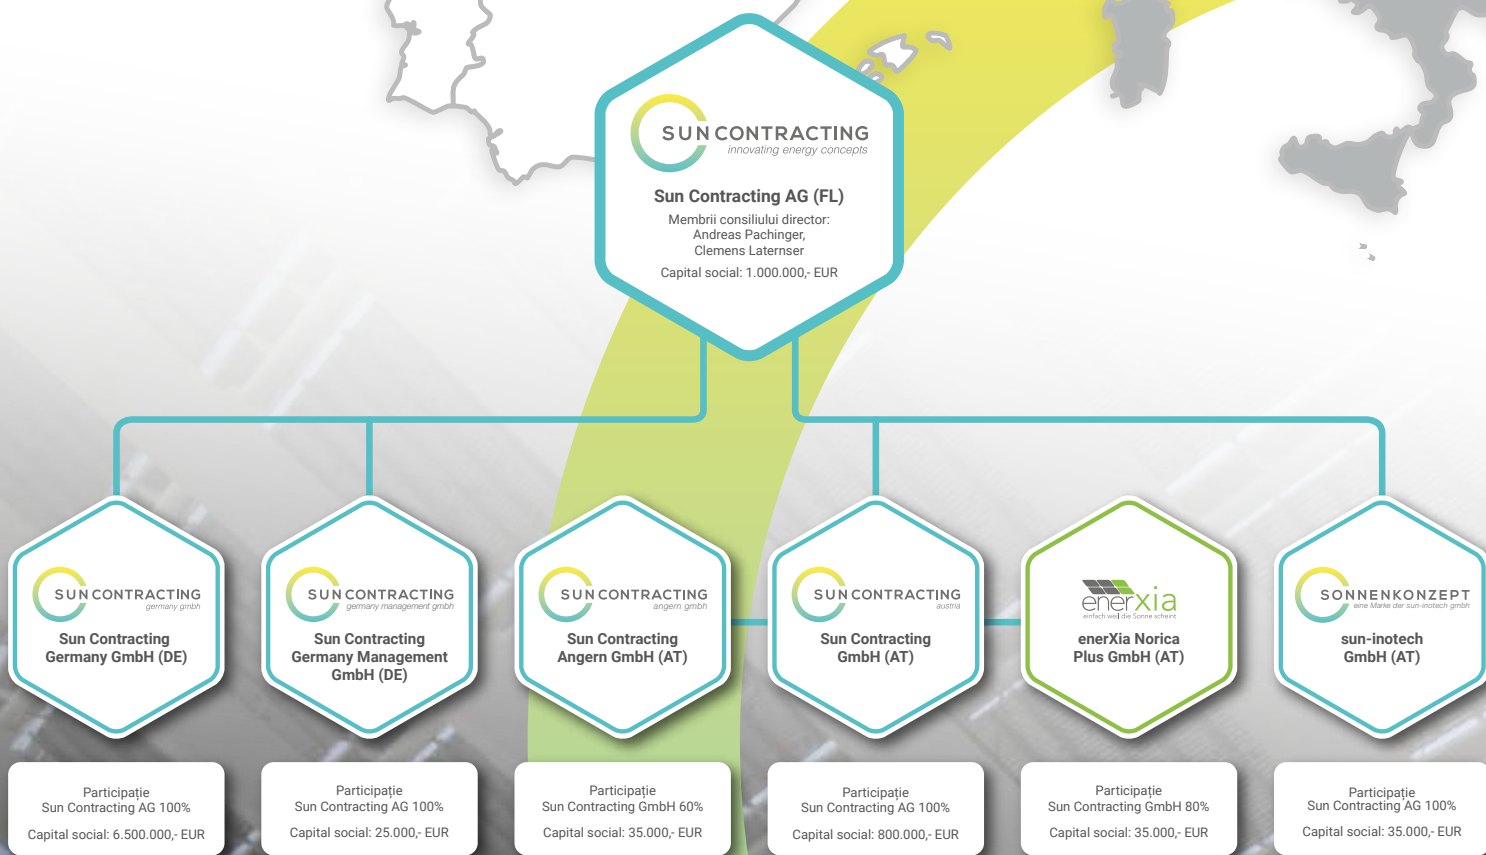 SUN CONTRACTING
innovating energy concepts
Sun Contracting AG (FL)
Membrii consiliului director:
Andreas Pachinger,
Clemens Laternser
Capital social: 1.000.000,- EUR
SUN CONTRACTING
germany gmbh
Sun Contracting
Germany GmbH (DE)
SUN CONTRACTING
germany management gmbh
Sun Contracting
Germany Management
GmbH (DE)
SUN CONTRACTING
angern gmbh
Sun Contracting
Angern GmbH (AT)
SUN CONTRACTING
austria
Sun Contracting
GmbH (AT)
enerxia
einfach weil die Sonne scheint
enerXia Norica
Plus GmbH (AT)
SONNENKONZEPT
eine Marke der sun-inotech gmbh
sun-inotech
GmbH (AT)
Participație
Sun Contracting AG 100%
Capital social: 6.500.000,- EUR
Participație
Sun Contracting AG 100%
Capital social: 25.000,- EUR
Participație
Sun Contracting GmbH 60%
Capital social: 35.000,- EUR
Participație
Sun Contracting AG 100%
Capital social: 800.000,- EUR
Participație
Sun Contracting GmbH 80%
Capital social: 35.000,- EUR
Participație
Sun Contracting AG 100%
Capital social: 35.000,- EUR